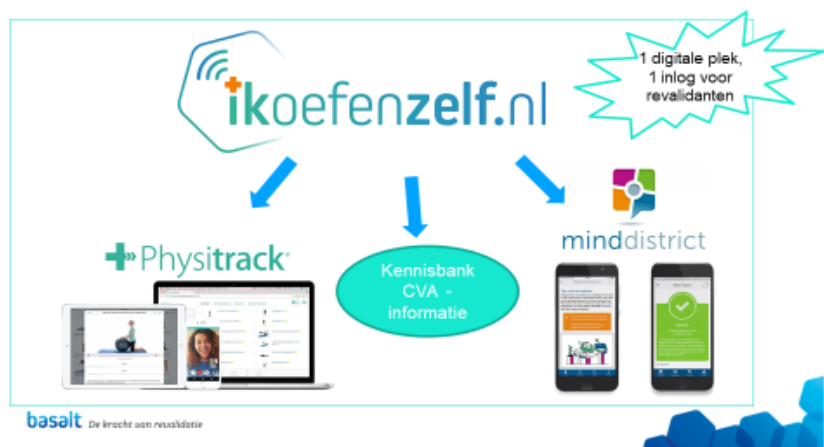 ikoefenzelf.nl
1 digitale plek,
1 inlog voor
revalidanten
Physitrack
Kennisbank
CVA -
informatie
minddistrict
basalt De kracht van revalidatie